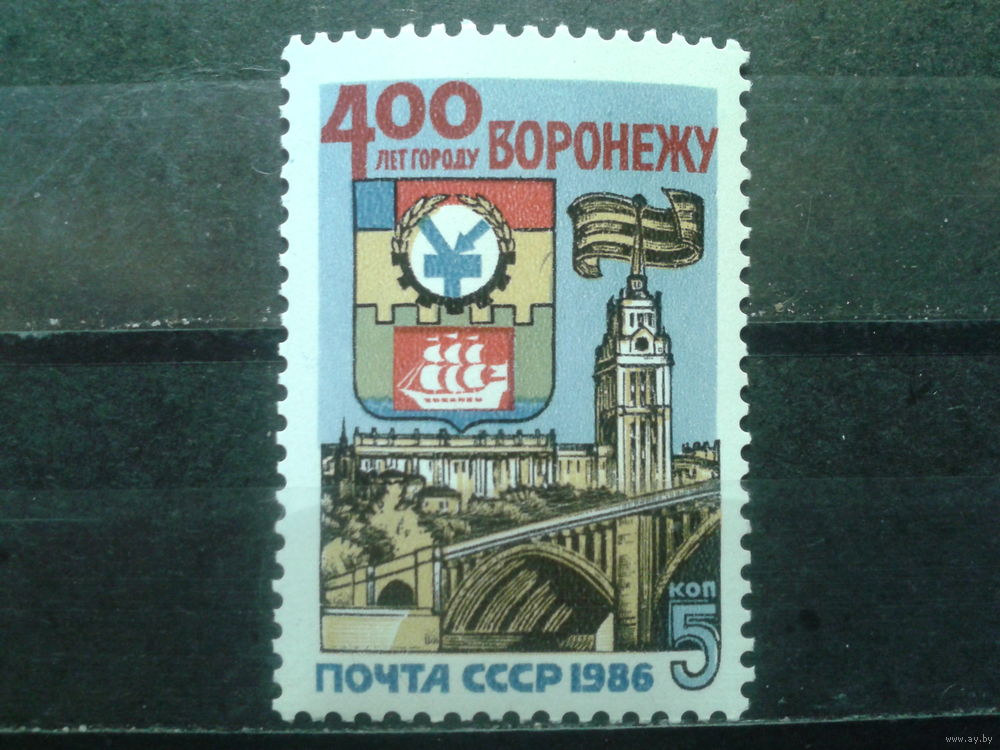 400
ЛЕТ ГОРОДУ ВОРОНЕЖУ
КОП
5
ПОЧТА СССР 1986
www.ay.by